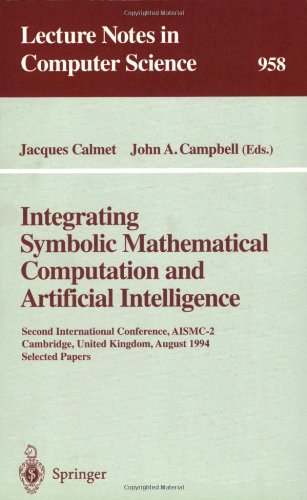 Lecture Notes in
Computer Science 958
Jacques Calmet John A. Campbell (Eds.)
Integrating
Symbolic Mathematical
Computation and
Artificial Intelligence
Second International Conference, AISMC-2
Cambridge, United Kingdom, August 1994
Selected Papers
Springer